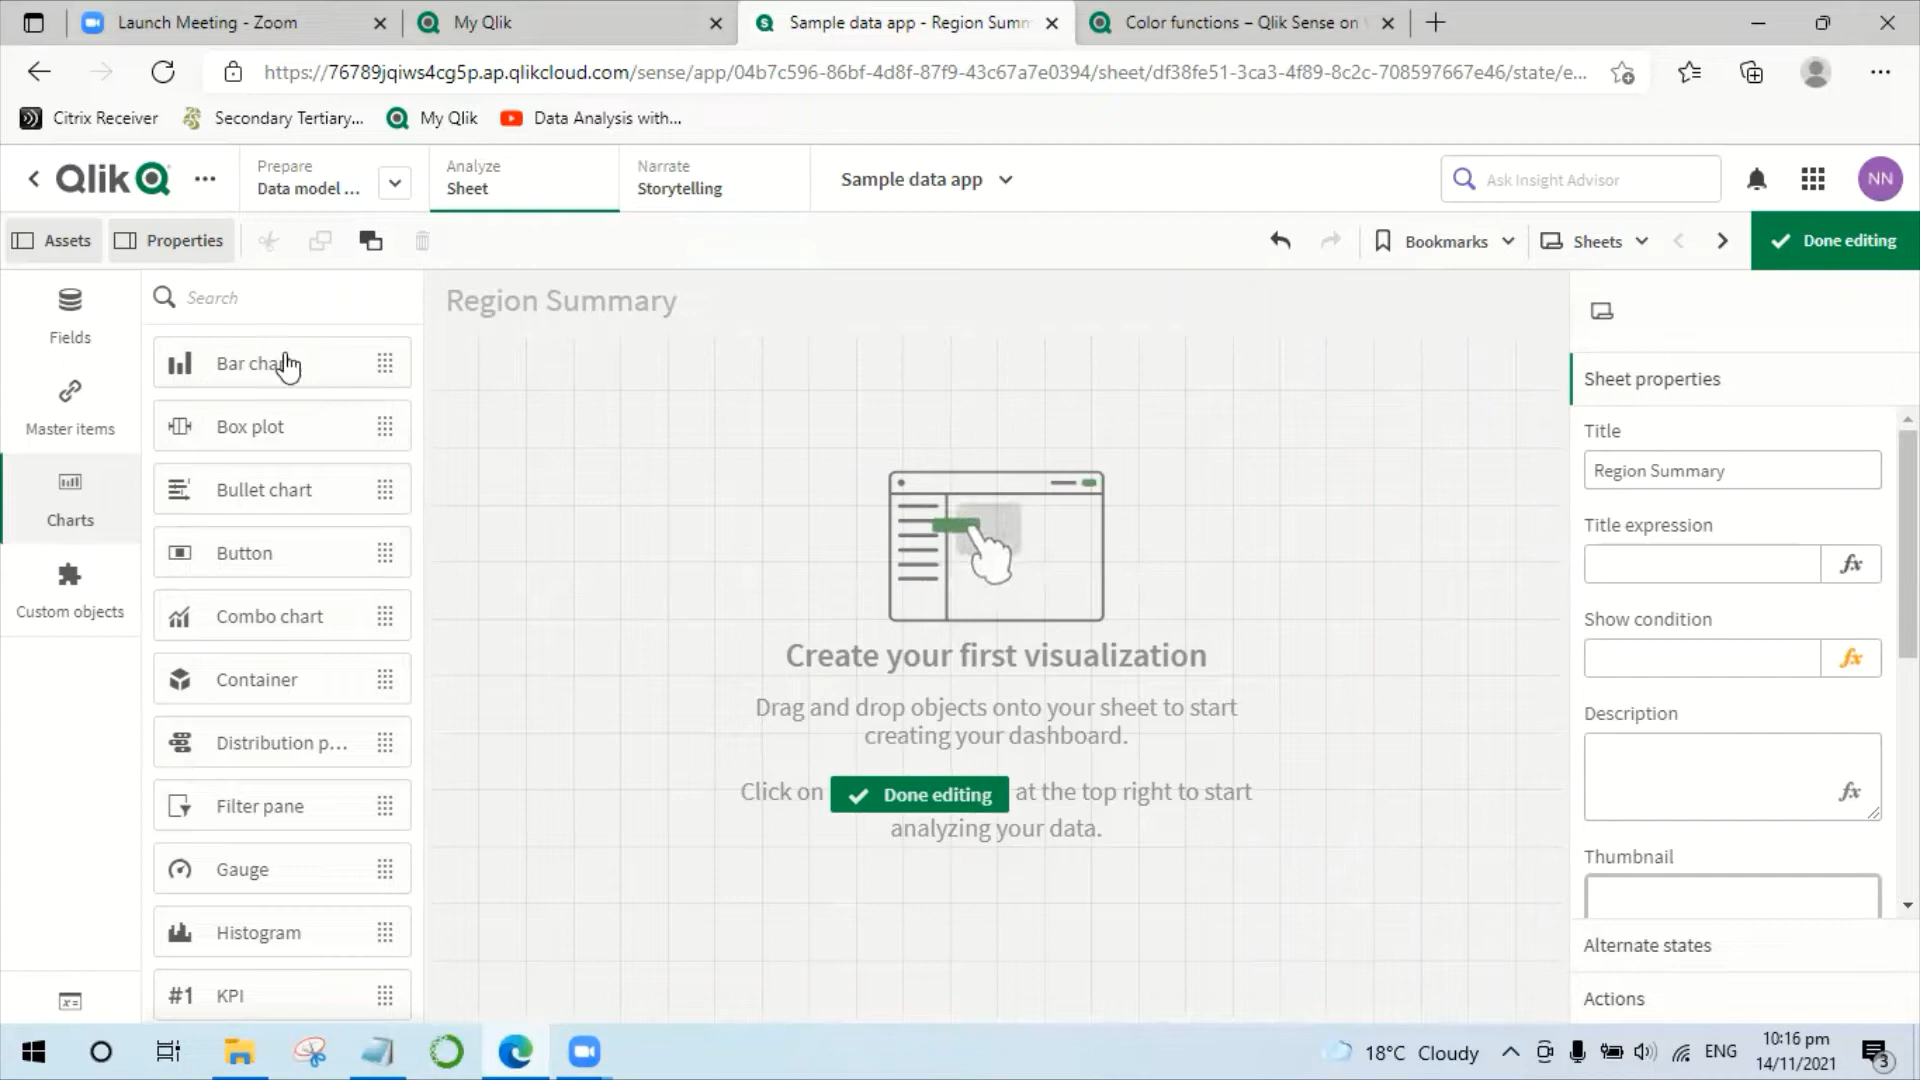 Launch Meeting - Zoom
My Qlik
Sample data app - Region Summ
Color functions – Qlik Sense on
https://76789jqiws4cg5p.ap.qlikcloud.com/sense/app/04b7c596-86bf-4d8f-87f9-43c67a7e0394/sheet/df38fe51-3ca3-4f89-8c2c-708597667e46/state/e...
Citrix Receiver
Secondary Tertiary...
My Qlik
Data Analysis with...
Qlik
Prepare
Data model ...
Analyze
Sheet
Narrate
Storytelling
Sample data app
Ask Insight Advisor
NN
Assets
Properties
Bookmarks
Sheets
Done editing
Fields
Master items
Charts
Custom objects
Search
Bar cha
Box plot
Bullet chart
Button
Combo chart
Container
Distribution p...
Filter pane
Gauge
Histogram
#1 KPI
Region Summary
Create your first visualization
Drag and drop objects onto your sheet to start
creating your dashboard.
Click on Done editing at the top right to start
analyzing your data.
Sheet properties
Title
Region Summary
Title expression
fx
Show condition
fx
Description
fx
Thumbnail
Alternate states
Actions
18°C Cloudy
ENG
10:16 pm
14/11/2021
3